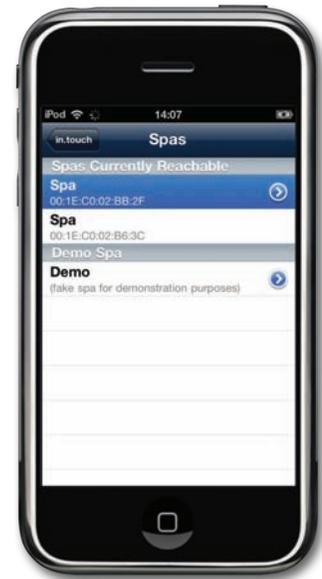 iPod 14:07
in.touch Spas
Spas Currently Reachable
Spa
00:1E:C0:02:BB:2F
Spa
00:1E:C0:02:B6:3C
Demo Spa
Demo
(fake spa for demonstration purposes)